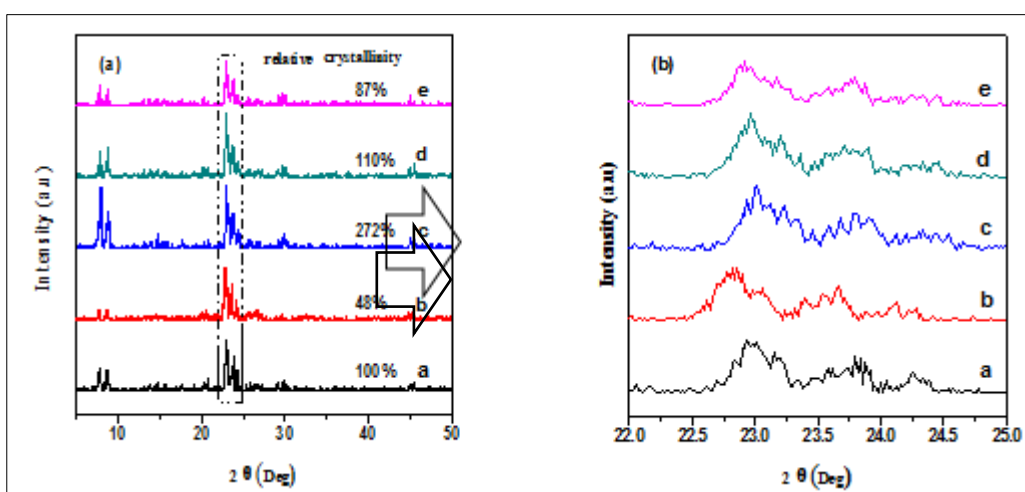 (a)
relative crystallinity
87% e
110% d
272% c
48% b
100% a
Intensity (a.u)
10 20 30 40 50
2 θ (Deg)
(b)
e
d
c
b
a
Intensity (a.u)
22.0 22.5 23.0 23.5 24.0 24.5 25.0
2 θ (Deg)